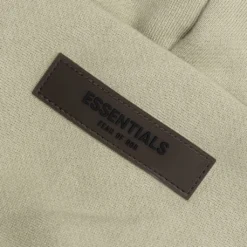 ESSENTIALS
FEAR OF GOD